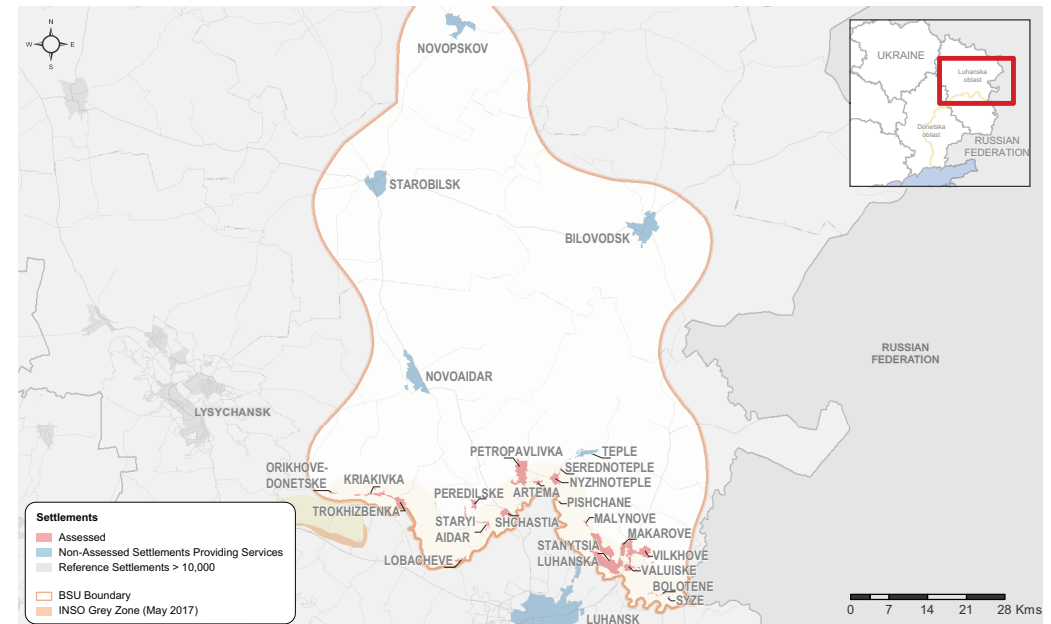 N
W
E
S
NOVOPSKOV
UKRAINE
Luhanska
oblast
Donetska
oblast
RUSSIAN
FEDERATION
STAROBILSK
BILOVODSK
RUSSIAN
FEDERATION
NOVOAIDAR
LYSYCHANSK
PETROPAVLIVKA
TEPLE
ORIKHOVE-
DONETSKE
KRIAKIVKA
SEREDNOTEPLE
NYZHNOTEPLE
PEREDILSKE
ARTEMA
PISHCHANE
TROKHIZBENKA
STARYI
AIDAR
SHCHASTIA
MALYNOVE
MAKAROVE
STANYTSIA
LUHANSKA
VILKHOVE
LOBACHEVE
VALUISKE
BOLOTENE
SYZE
LUHANSK
Settlements
Assessed
Non-Assessed Settlements Providing Services
Reference Settlements > 10,000
BSU Boundary
INSO Grey Zone (May 2017)
0 7 14 21 28 Kms